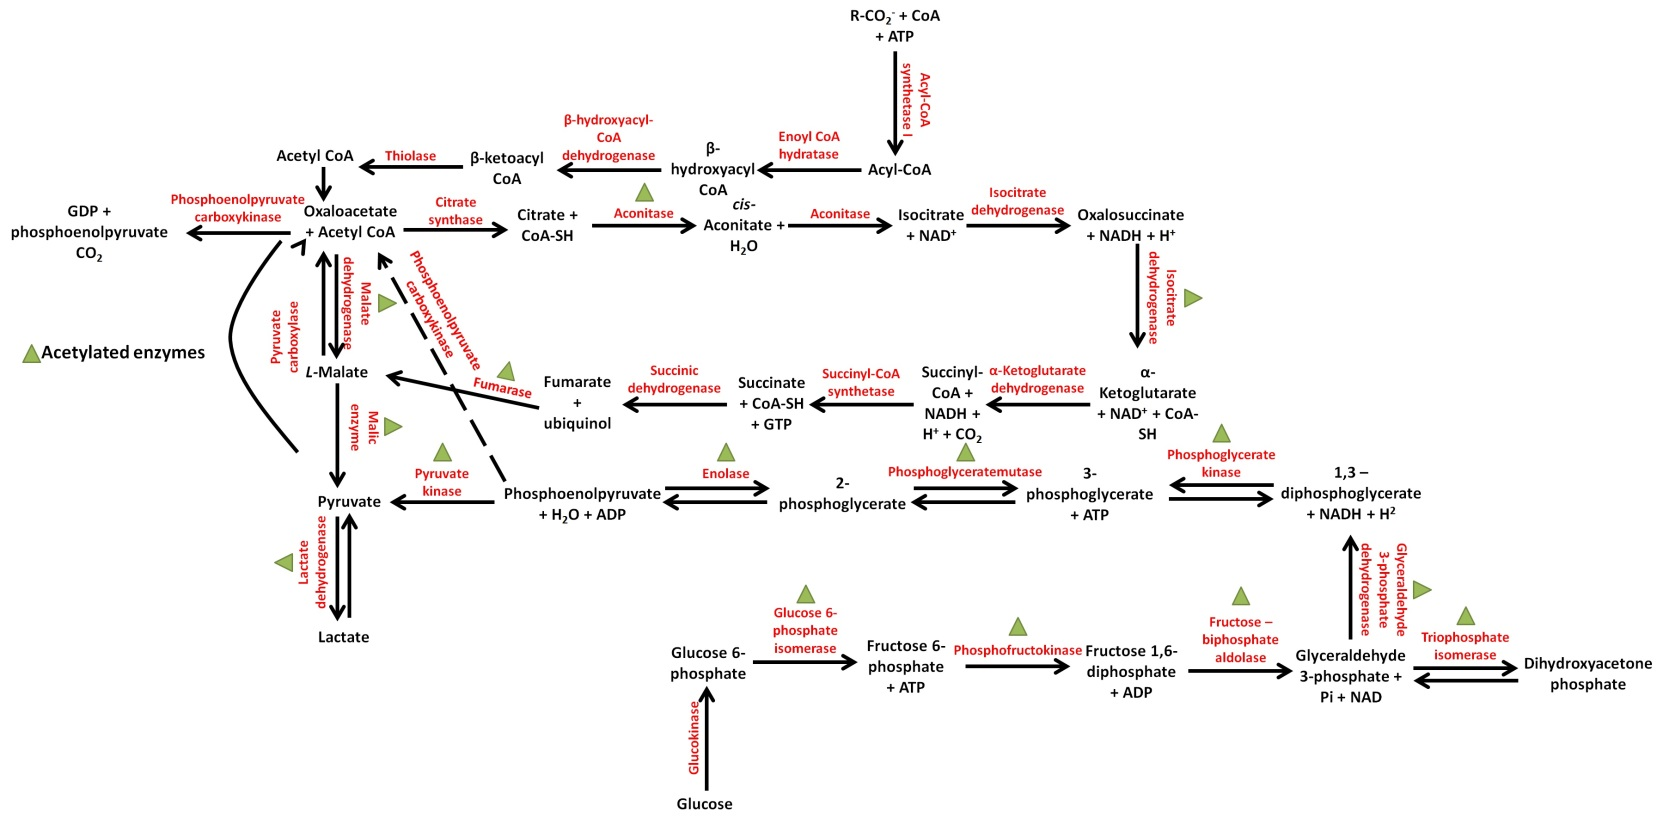 R-CO₂⁻ + CoA
+ ATP
Acyl-CoA
synthetase I
Acetyl CoA
Thiolase
β-ketoacyl
CoA
β-hydroxyacyl-
CoA
dehydrogenase
β-
hydroxyacyl
CoA
Enoyl CoA
hydratase
Acyl-CoA
GDP +
phosphoenolpyruvate
CO₂
Phosphoenolpyruvate
carboxykinase
Oxaloacetate
+ Acetyl CoA
Citrate
synthase
Citrate +
CoA-SH
Aconitase
cis-
Aconitate +
H₂O
Aconitase
Isocitrate
+ NAD⁺
Isocitrate
dehydrogenase
Oxalosuccinate
+ NADH + H⁺
Isocitrate
dehydrogenase
Pyruvate
carboxylase
Malate
dehydrogenase
Phosphoenolpyruvate
carboxykinase
Acetylated enzymes
L-Malate
Fumarase
Fumarate
+
ubiquinol
Succinic
dehydrogenase
Succinate
+ CoA-SH
+ GTP
Succinyl-CoA
synthetase
Succinyl-
CoA +
NADH +
H⁺ + CO₂
α-Ketoglutarate
dehydrogenase
α-
Ketoglutarate
+ NAD⁺ + CoA-
SH
Malic
enzyme
Pyruvate
Pyruvate
kinase
Phosphoenolpyruvate
+ H₂O + ADP
Enolase
2-
phosphoglycerate
Phosphoglyceratemutase
3-
phosphoglycerate
+ ATP
Phosphoglycerate
kinase
1,3 –
diphosphoglycerate
+ NADH + H²
Lactate
dehydrogenase
Lactate
Glyceraldehyde
3-phosphate
dehydrogenase
Glucose 6-
phosphate
Glucose 6-
phosphate
isomerase
Fructose 6-
phosphate
+ ATP
Phosphofructokinase
Fructose 1,6-
diphosphate
+ ADP
Fructose –
biphosphate
aldolase
Glyceraldehyde
3-phosphate +
Pi + NAD
Triophosphate
isomerase
Dihydroxyacetone
phosphate
Glucokinase
Glucose